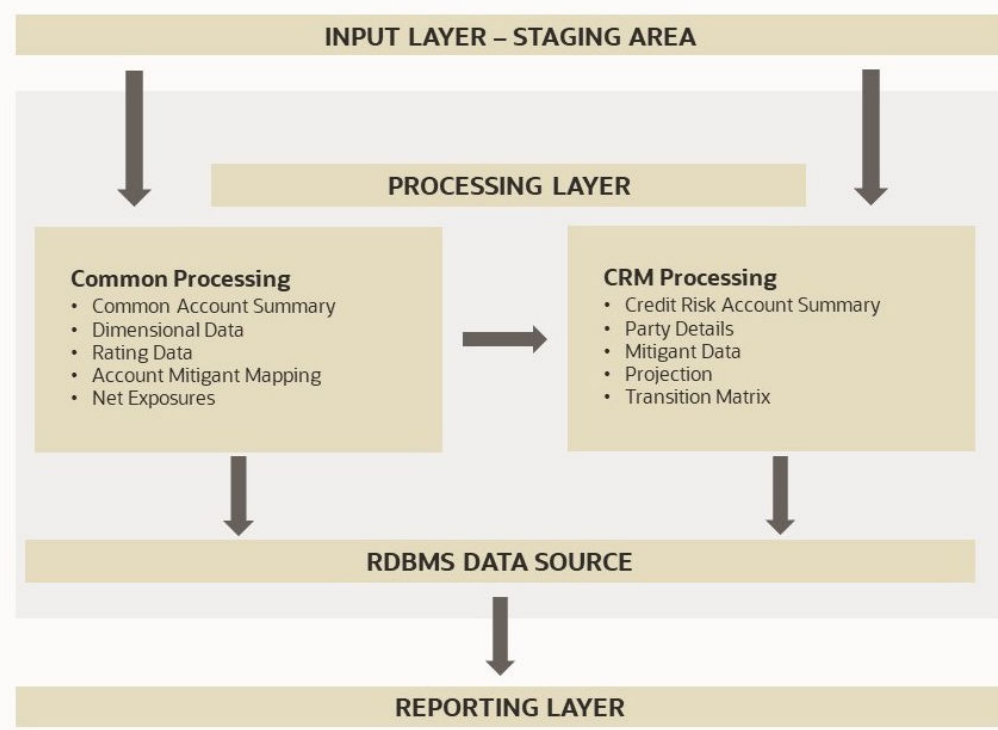 INPUT LAYER – STAGING AREA
PROCESSING LAYER
Common Processing
• Common Account Summary
• Dimensional Data
• Rating Data
• Account Mitigant Mapping
• Net Exposures
CRM Processing
• Credit Risk Account Summary
• Party Details
• Mitigant Data
• Projection
• Transition Matrix
RDBMS DATA SOURCE
REPORTING LAYER